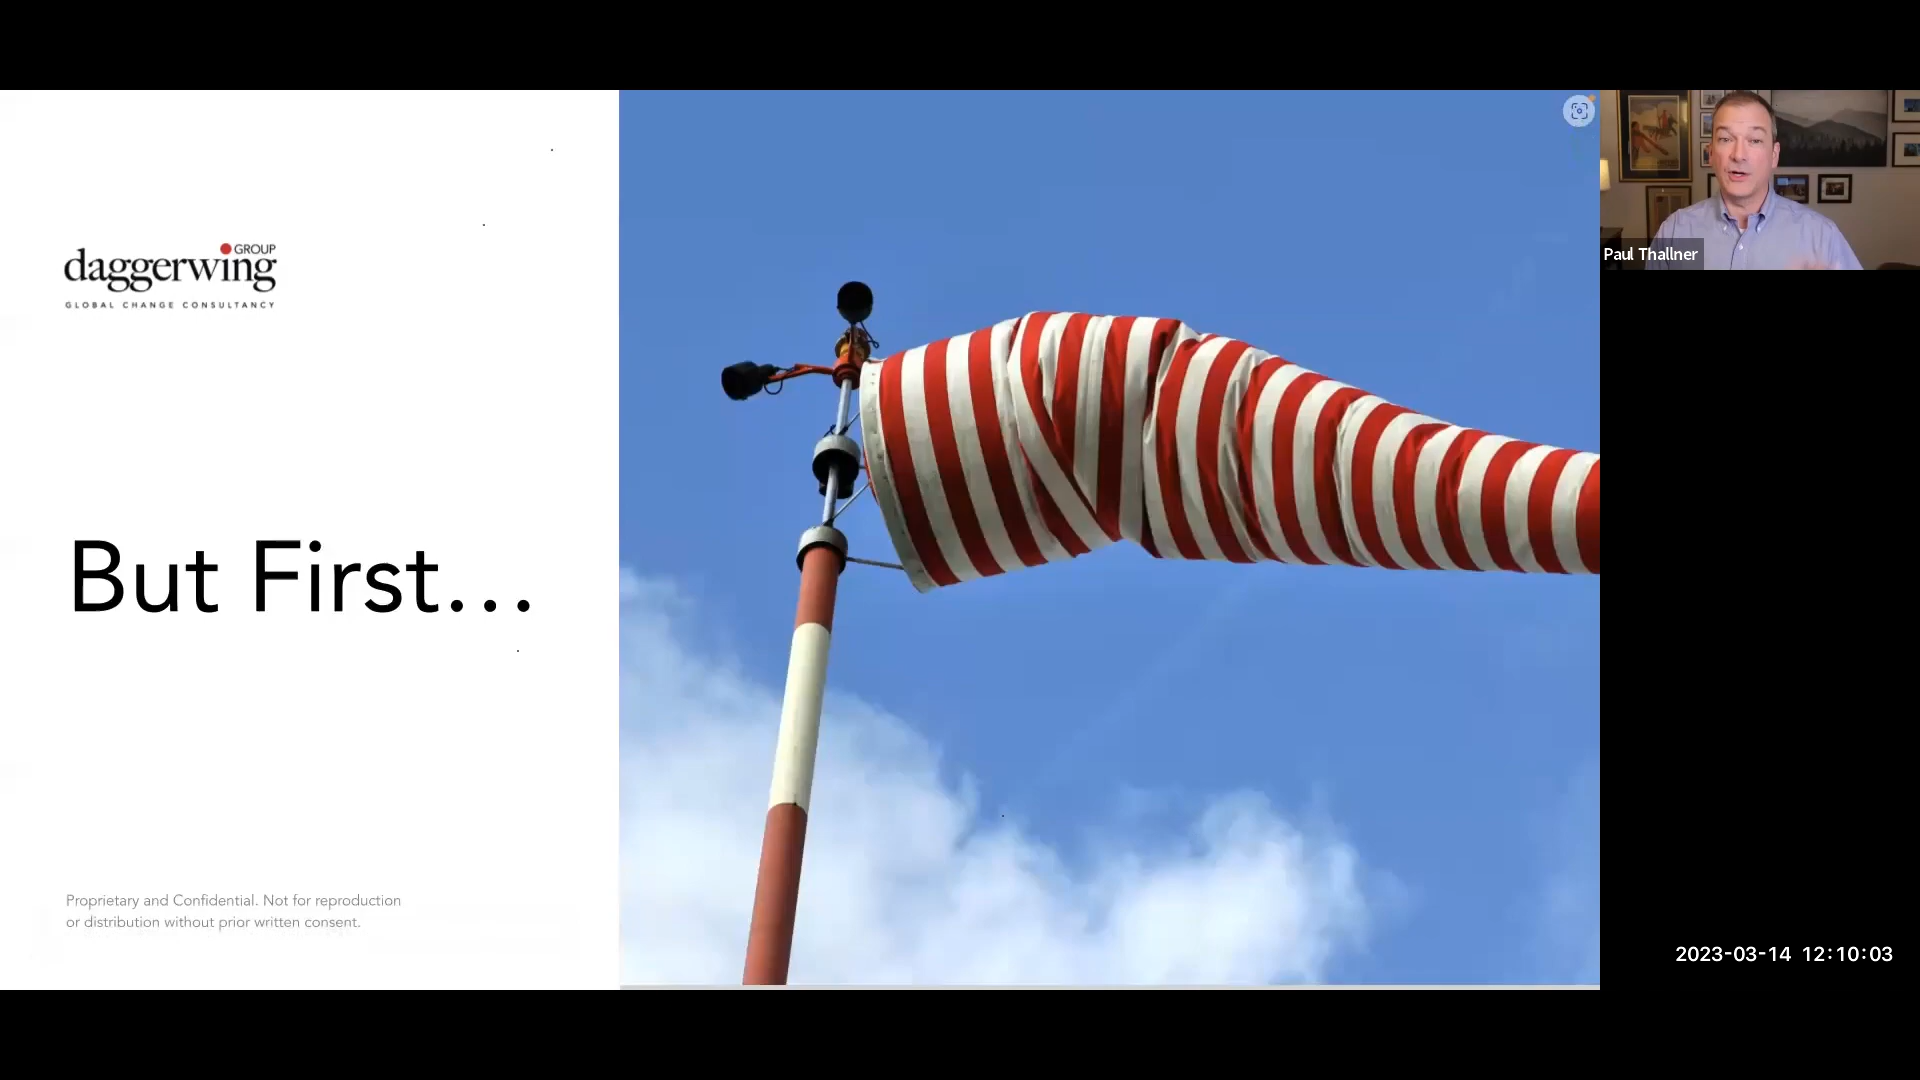 GROUP
daggerwing
GLOBAL CHANGE CONSULTANCY
But First...
Proprietary and Confidential. Not for reproduction
or distribution without prior written consent.
Paul Thallner
2023-03-14 12:10:03